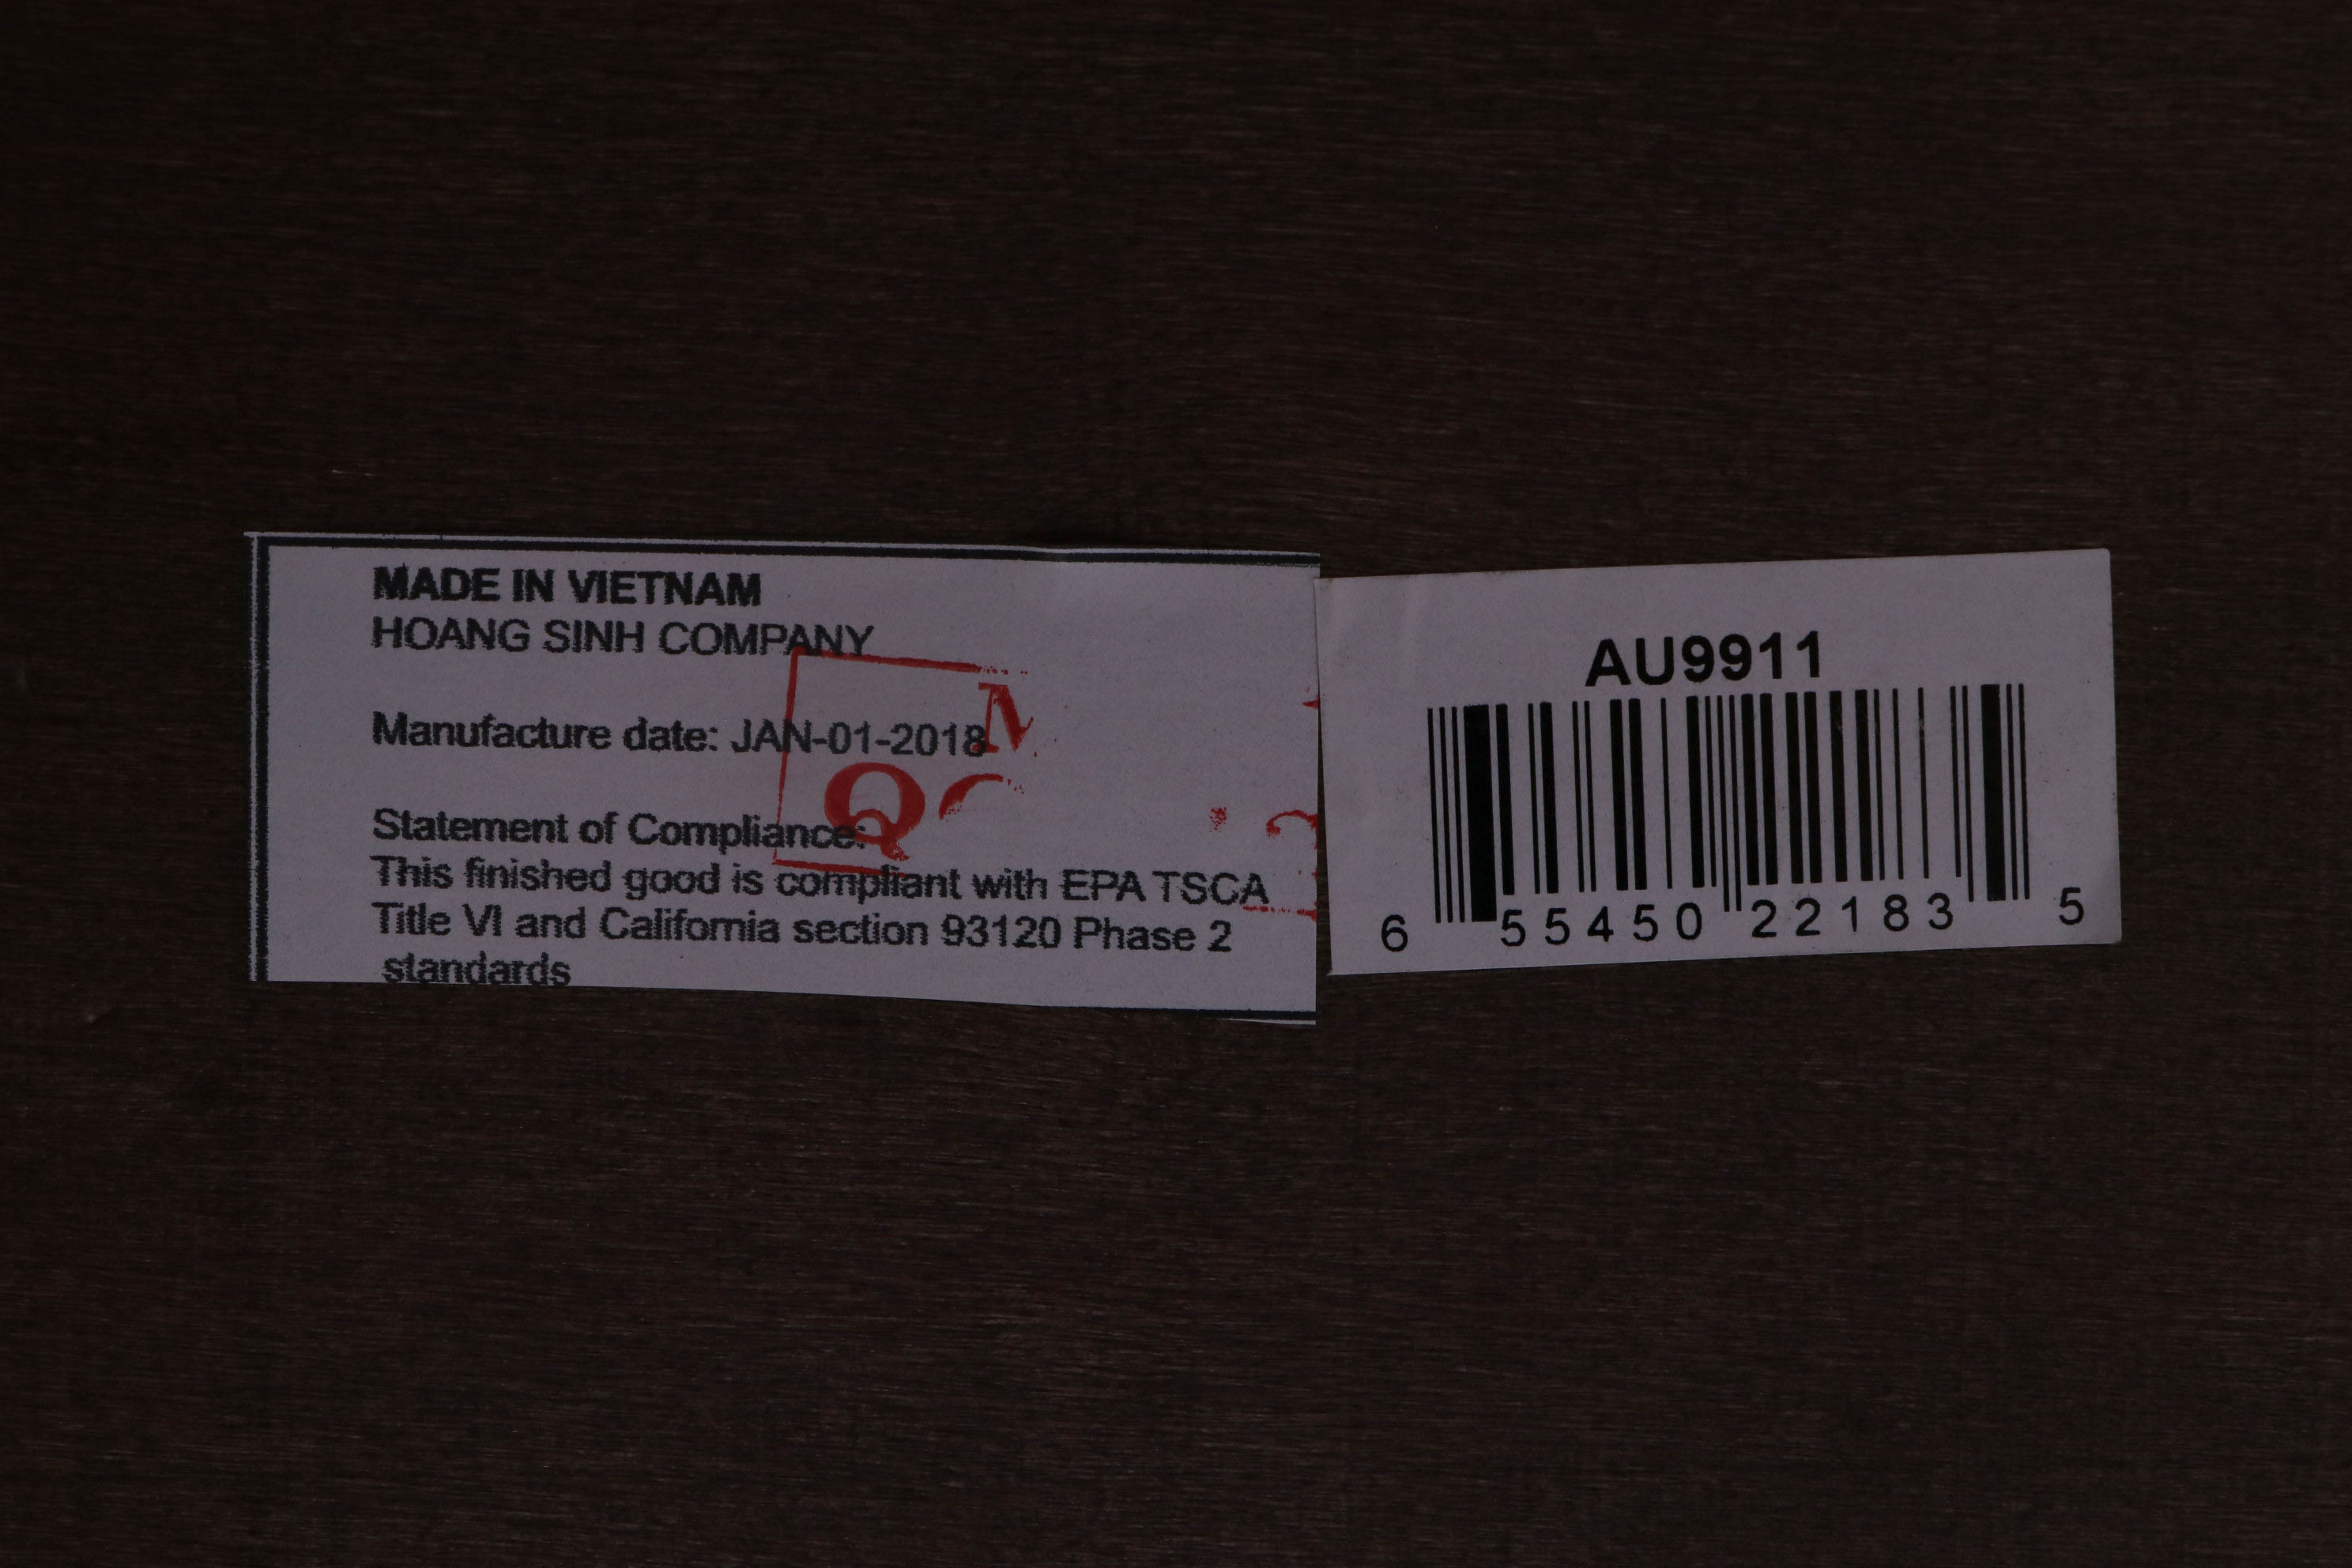 MADE IN VIETNAM
HOANG SINH COMPANY
Manufacture date: JAN-01-2018
Statement of Compliance:
This finished good is compliant with EPA TSCA
Title VI and California section 93120 Phase 2
standards
AU9911
6 55450 22183 5